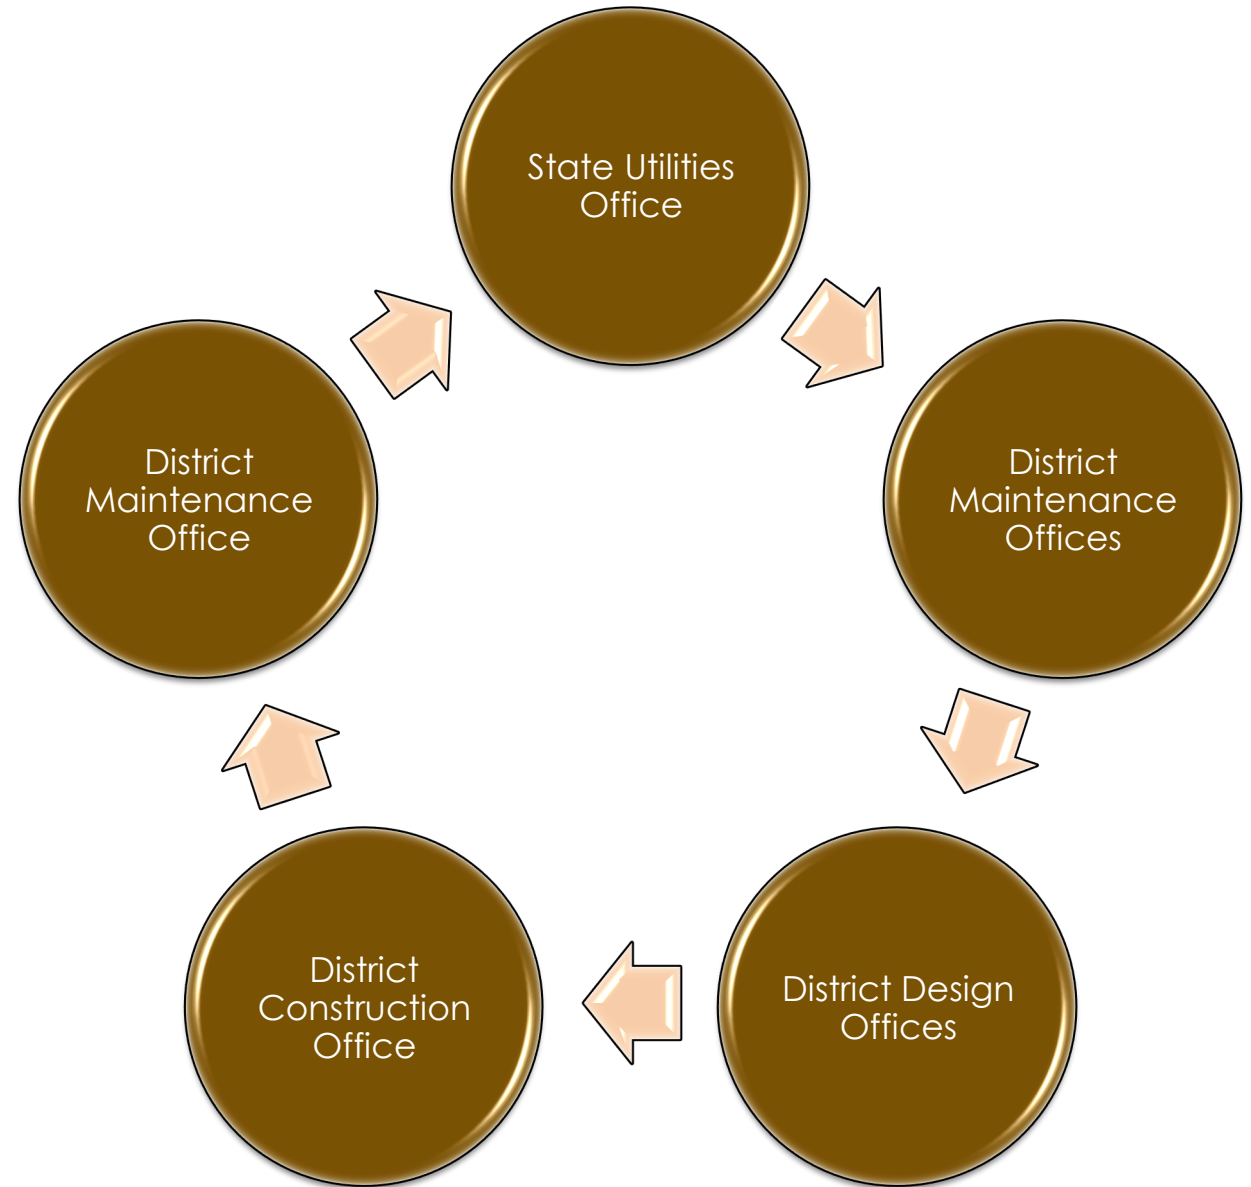 State Utilities
Office
District
Maintenance
Offices
District Design
Offices
District
Construction
Office
District
Maintenance
Office